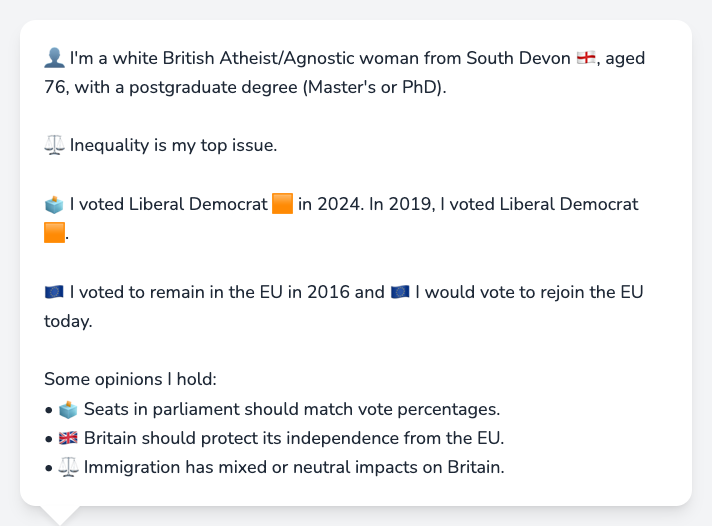 👤 I'm a white British Atheist/Agnostic woman from South Devon 🏴󠁧󠁢󠁥󠁮󠁧󠁿, aged
76, with a postgraduate degree (Master's or PhD).
⚖️ Inequality is my top issue.
🗳️ I voted Liberal Democrat 🟧 in 2024. In 2019, I voted Liberal Democrat
🟧.
🇪🇺 I voted to remain in the EU in 2016 and 🇪🇺 I would vote to rejoin the EU
today.
Some opinions I hold:
• 🗳️ Seats in parliament should match vote percentages.
• 🇬🇧 Britain should protect its independence from the EU.
• ⚖️ Immigration has mixed or neutral impacts on Britain.